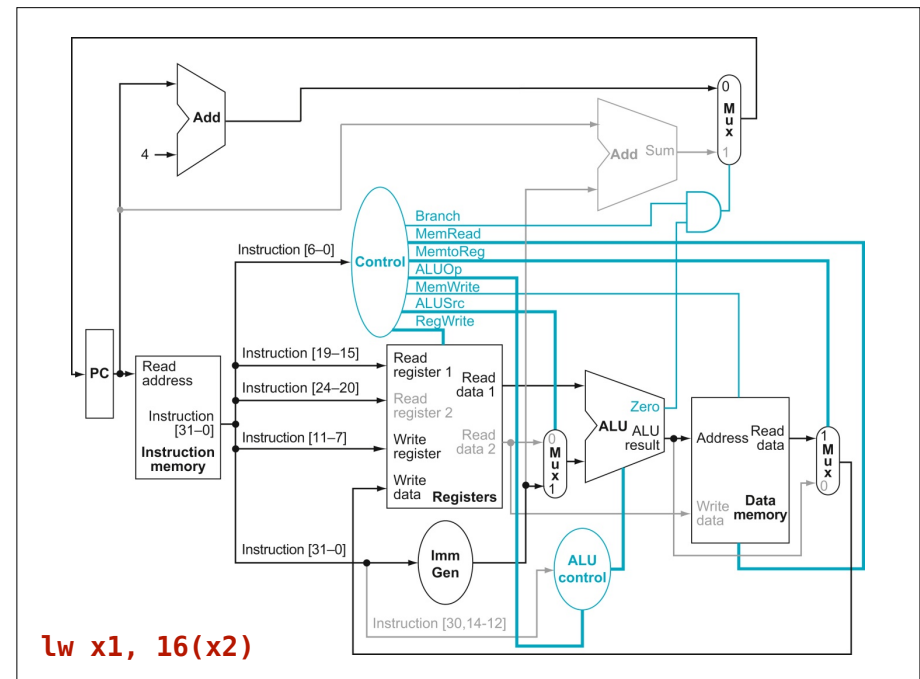 Add
4
0
Mux
1
Add Sum
Branch
MemRead
MemtoReg
ALUOp
MemWrite
ALUSrc
RegWrite
Control
Instruction [6–0]
Instruction [19–15]
Instruction [24–20]
Instruction [11–7]
Instruction [31–0]
PC
Read
address
Instruction
[31–0]
Instruction
memory
Read
register 1
Read
register 2
Write
register
Write
data
Read
data 1
Read
data 2
Registers
0
Mux
1
Zero
ALU
ALU
result
Address
Read
data
Write
data
Data
memory
1
Mux
0
Imm
Gen
ALU
control
Instruction [30,14-12]
lw x1, 16(x2)